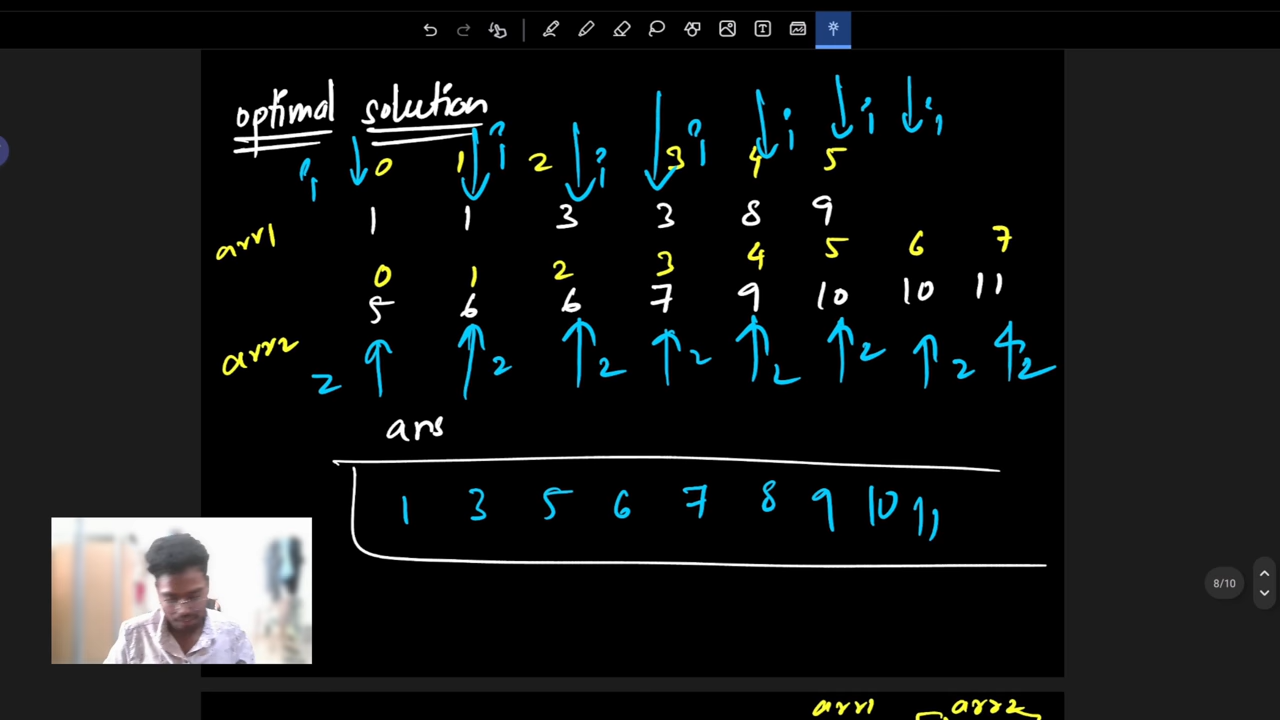 optimal solution
i i i i i i i
0 1 2 3 4 5
1 1 3 3 8 9
arr1
0 1 2 3 4 5 6 7
5 6 6 7 9 10 10 11
arr2
2 2 2 2 2 2 2 2
ans
1 3 5 6 7 8 9 10 11
8/10
arr1 arr2